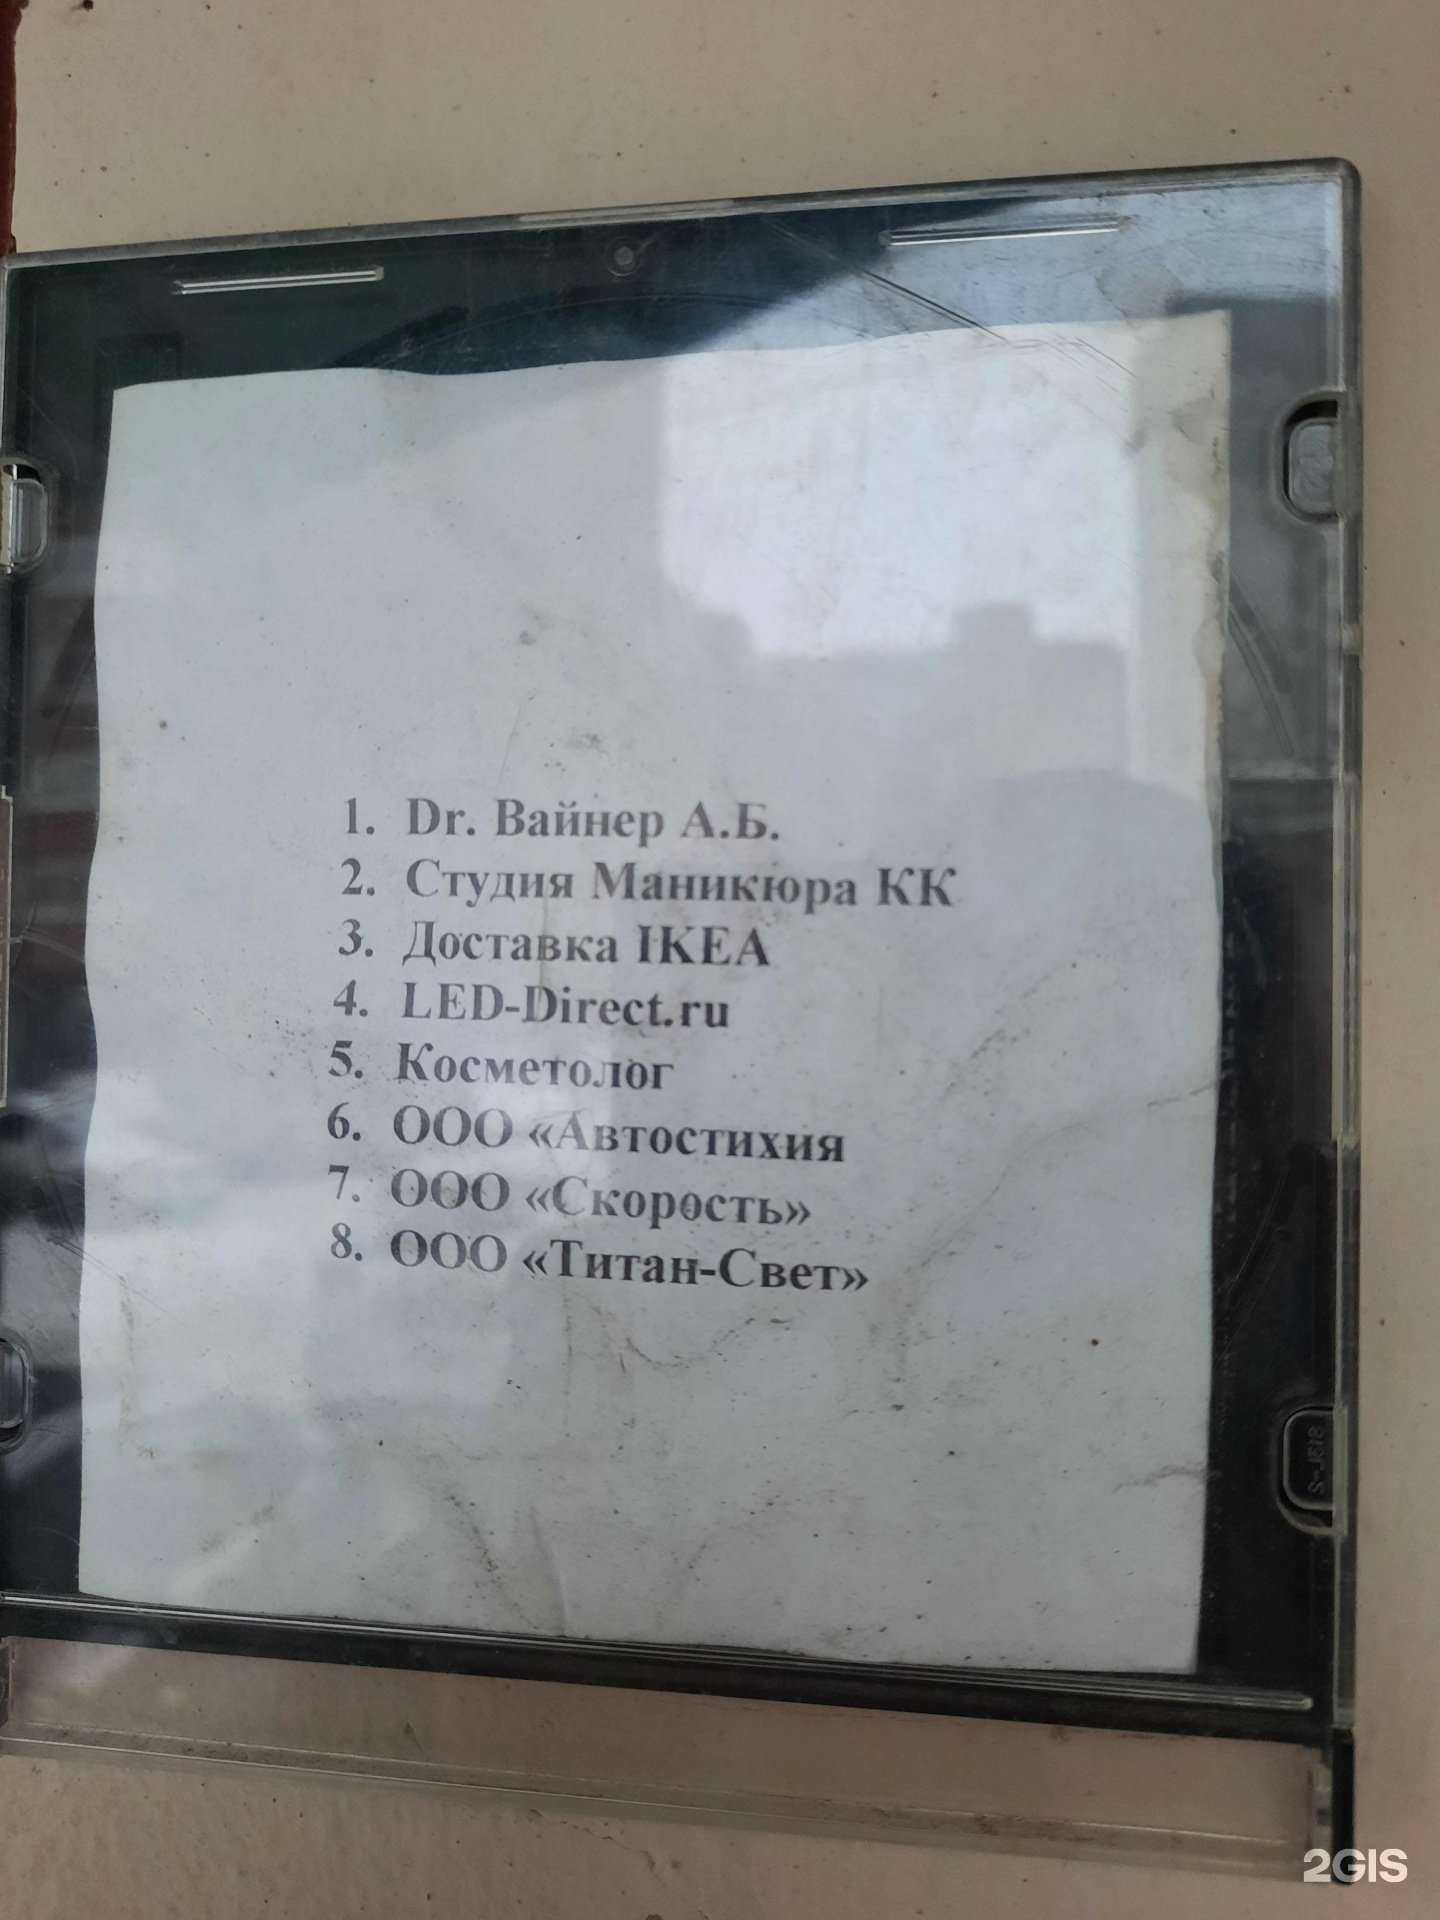 1. Dr. Вайнер А.Б.
2. Студия Маникюра КК
3. Доставка IKEA
4. LED-Direct.ru
5. Косметолог
6. ООО «Автостихия
7. ООО «Скорость»
8. ООО «Титан-Свет»
S-J518
2GIS